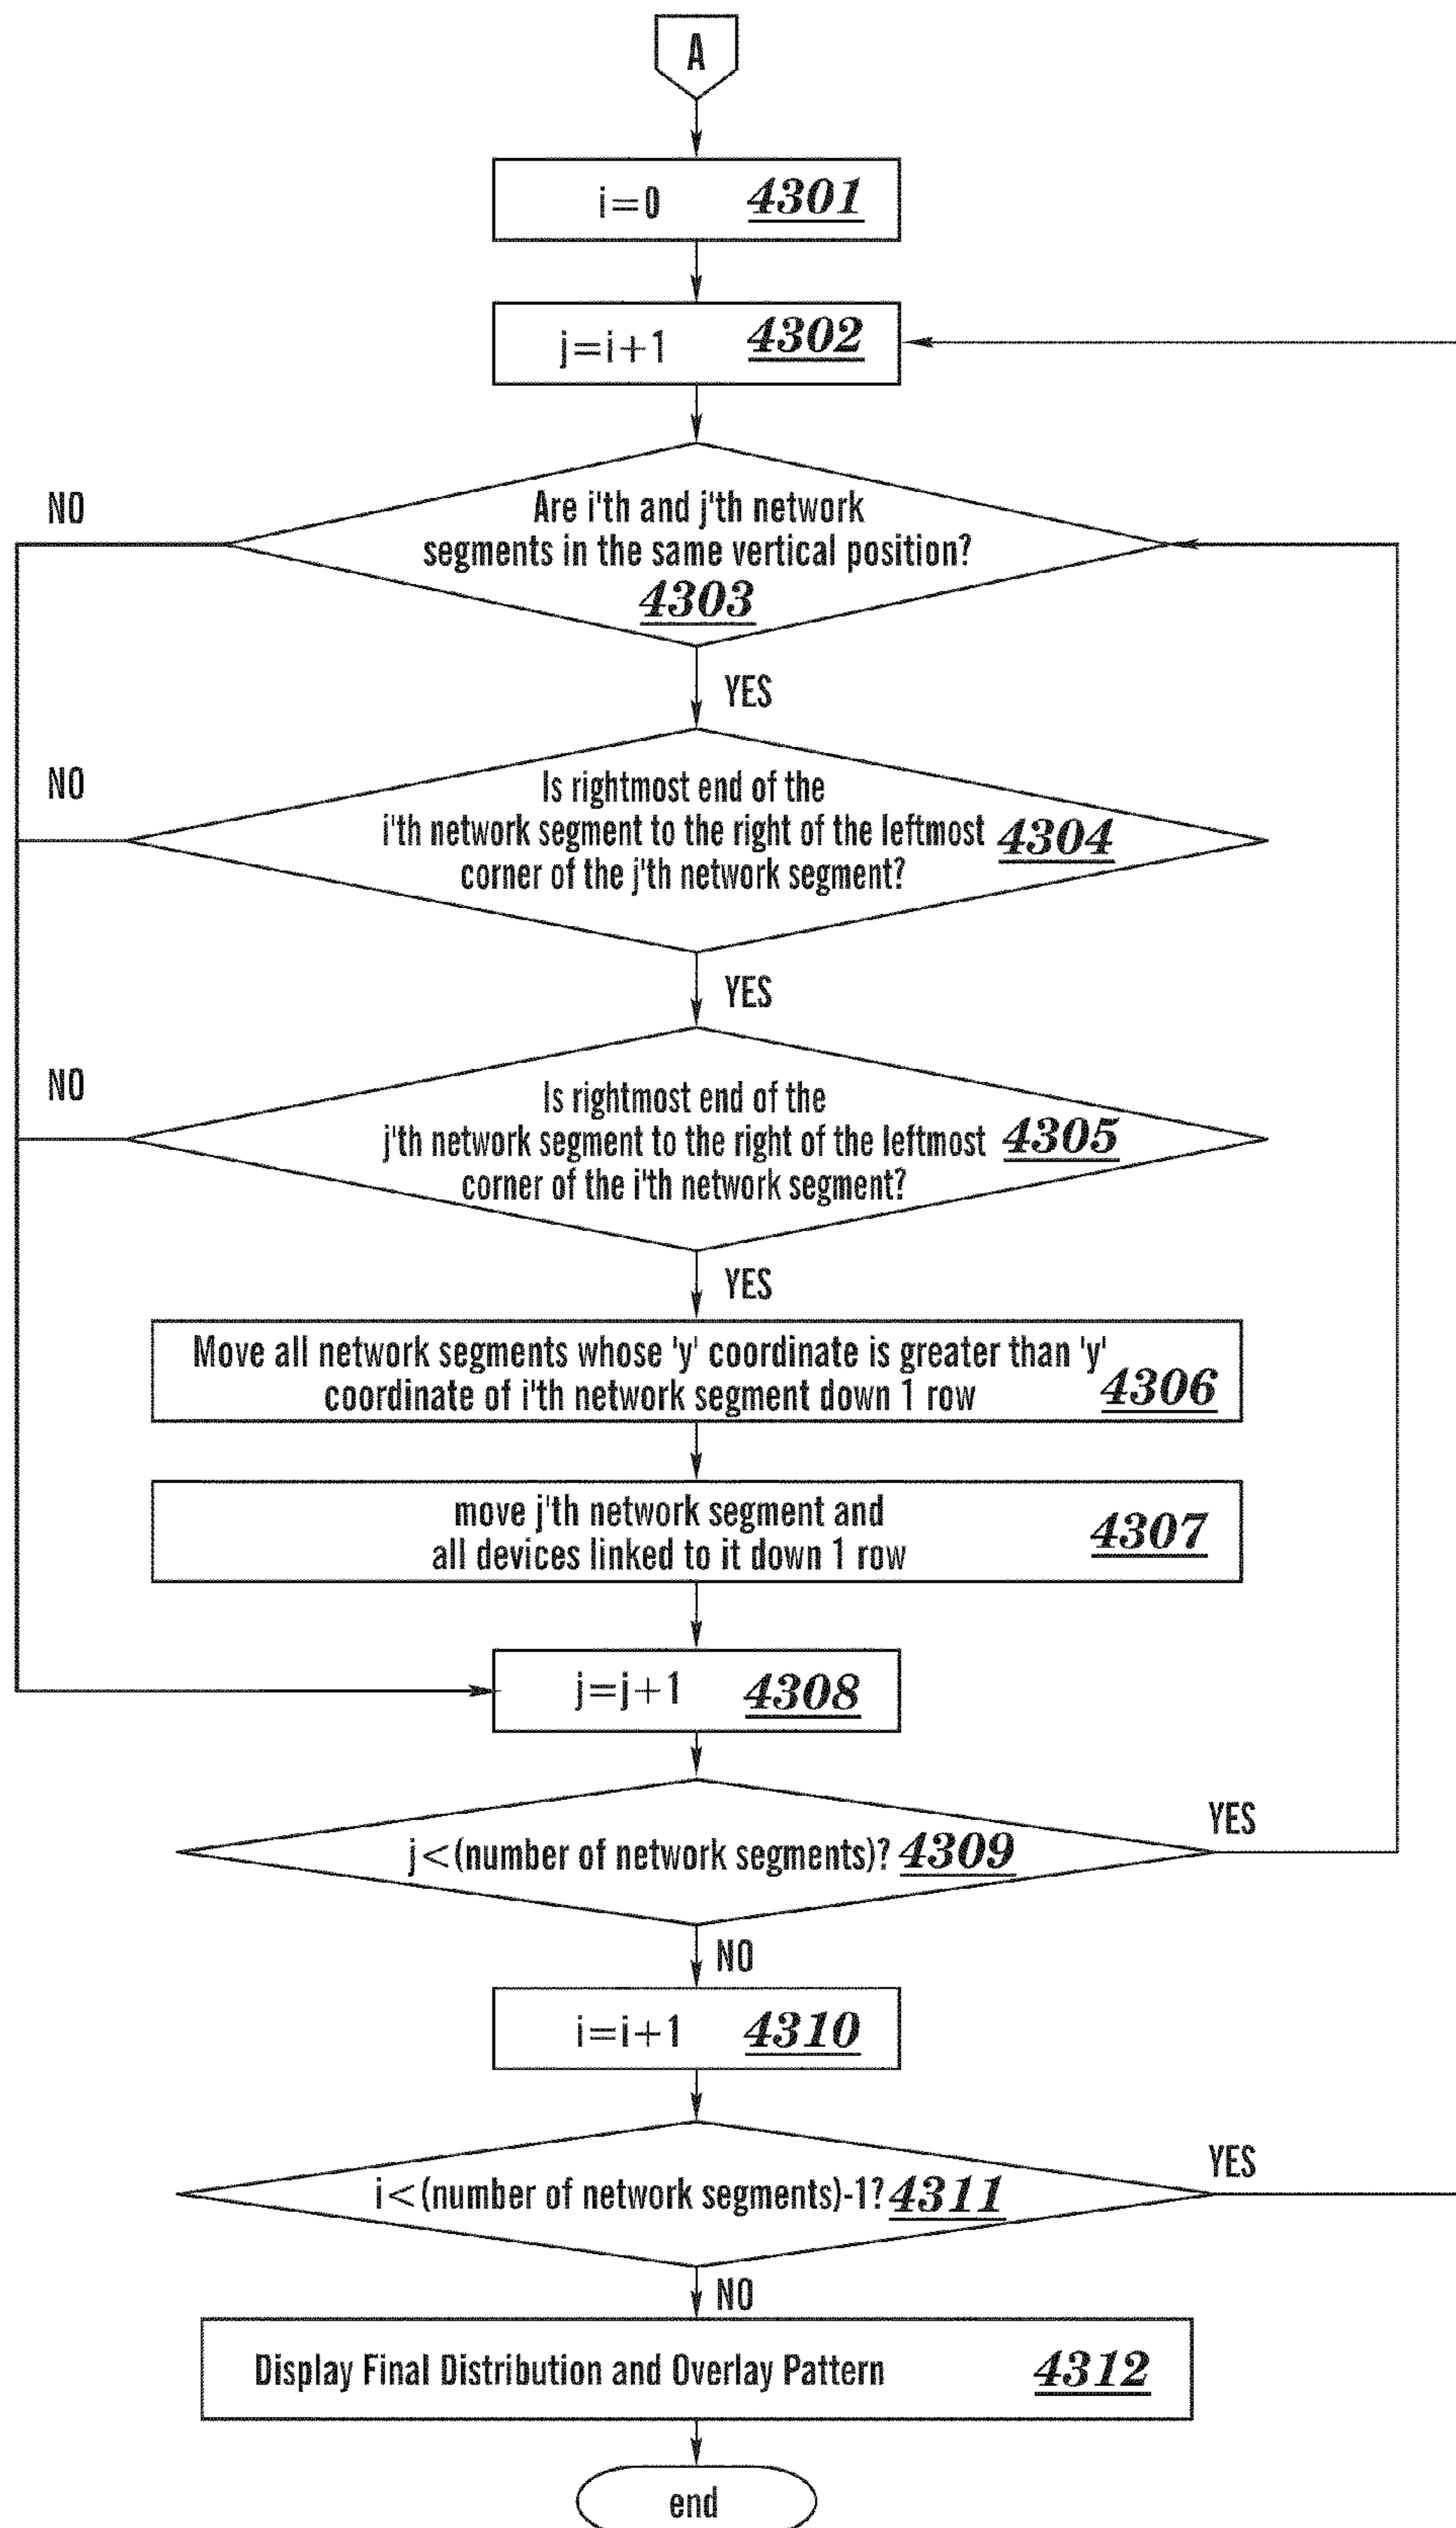 A
i=0 4301
j=i+1 4302
NO
Are i'th and j'th network
segments in the same vertical position?
4303
YES
NO
Is rightmost end of the
i'th network segment to the right of the leftmost 4304
corner of the j'th network segment?
YES
NO
Is rightmost end of the
j'th network segment to the right of the leftmost 4305
corner of the i'th network segment?
YES
Move all network segments whose 'y' coordinate is greater than 'y'
coordinate of i'th network segment down 1 row 4306
move j'th network segment and
all devices linked to it down 1 row 4307
j=j+1 4308
YES
j<(number of network segments)? 4309
NO
i=i+1 4310
YES
i<(number of network segments)-1? 4311
NO
Display Final Distribution and Overlay Pattern 4312
end